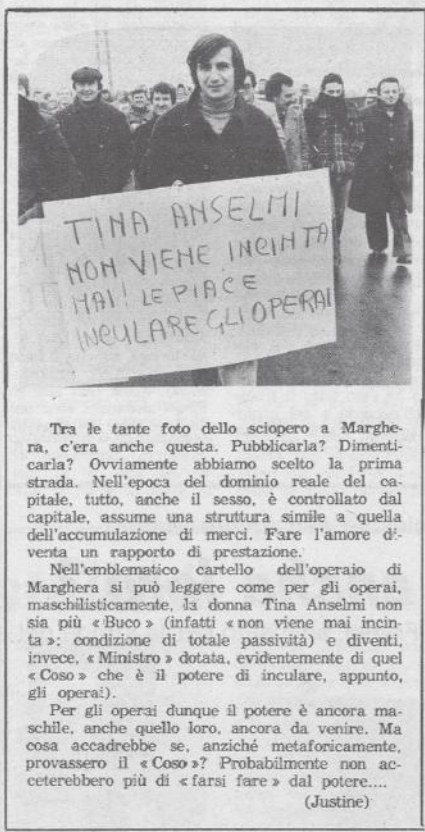 TINA ANSELMI
NON VIENE INCINTA
MAI! LE PIACE
INCULARE GLI OPERAI
Tra le tante foto dello sciopero a Marghe-
ra, c'era anche questa. Pubblicarla? Dimenti-
carla? Ovviamente abbiamo scelto la prima
strada. Nell'epoca del dominio reale del ca-
pitale, tutto, anche il sesso, è controllato dal
capitale, assume una struttura simile a quella
dell'accumulazione di merci. Fare l'amore di-
venta un rapporto di prestazione.
Nell'emblematico cartello dell'operaio di
Marghera si può leggere come per gli operai,
maschilisticamente, la donna Tina Anselmi non
sia più « Buco » (infatti « non viene mai incin-
ta »: condizione di totale passività) e diventi,
invece, « Ministro » dotata, evidentemente di quel
« Coso » che è il potere di inculare, appunto,
gli operai).
Per gli operai dunque il potere è ancora ma-
schile, anche quello loro, ancora da venire. Ma
cosa accadrebbe se, anziché metaforicamente,
provassero il « Coso »? Probabilmente non ac-
ceterebbero più di « farsi fare » dal potere....
(Justine)